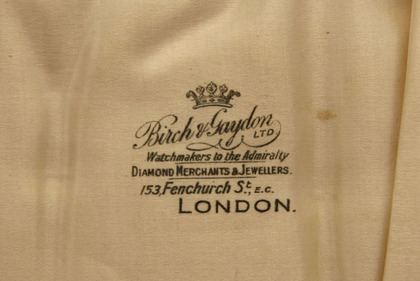 Birch & Gaydon LTD
Watchmakers to the Admiralty
DIAMOND MERCHANTS & JEWELLERS.
153, Fenchurch St., E.C.
LONDON.